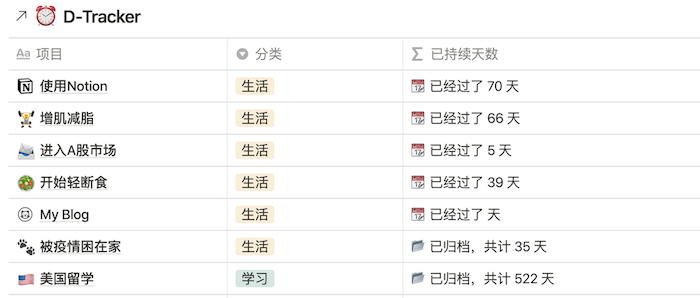 D-Tracker
Aa 项目 分类 Σ 已持续天数
使用Notion 生活 已经过了 70 天
增肌减脂 生活 已经过了 66 天
进入A股市场 生活 已经过了 5 天
开始轻断食 生活 已经过了 39 天
My Blog 生活 已经过了 天
被疫情困在家 生活 已归档，共计 35 天
美国留学 学习 已归档，共计 522 天